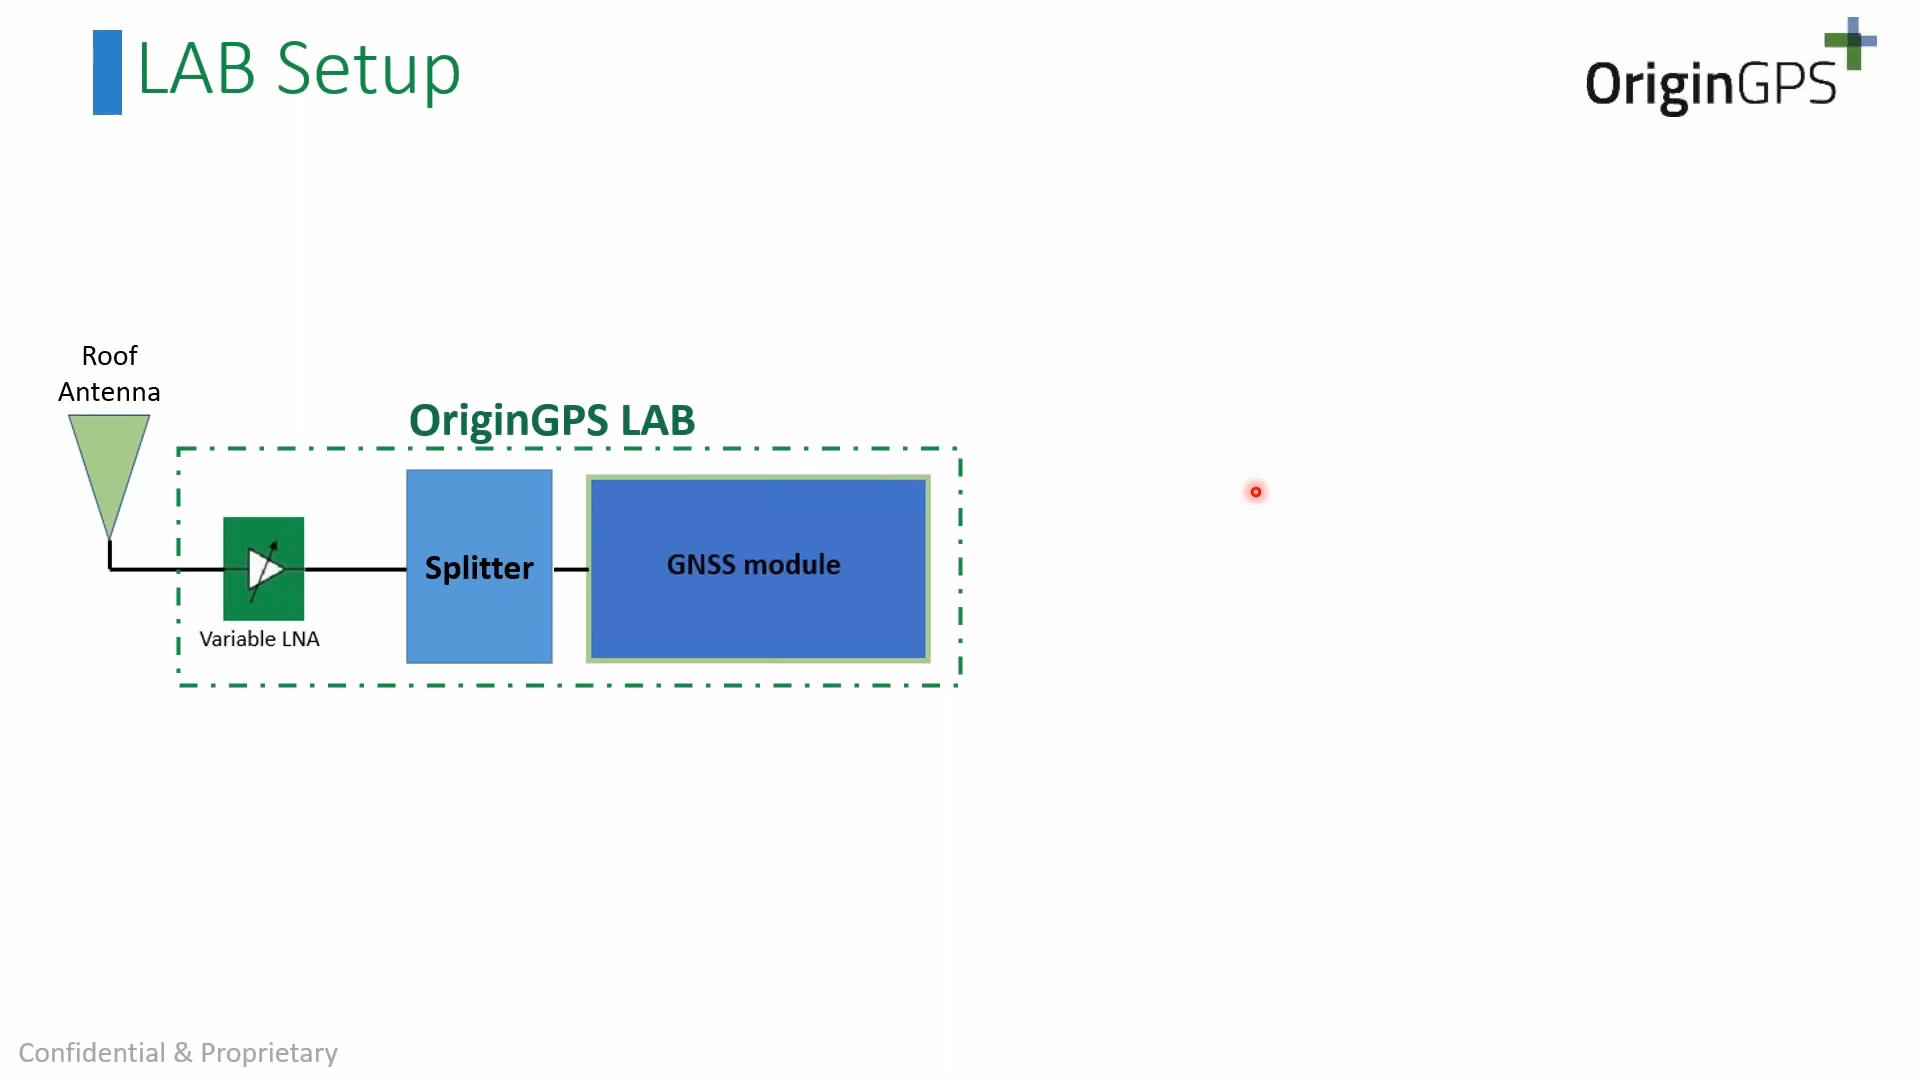 LAB Setup
OriginGPS
Roof
Antenna
OriginGPS LAB
Splitter
GNSS module
Variable LNA
Confidential & Proprietary